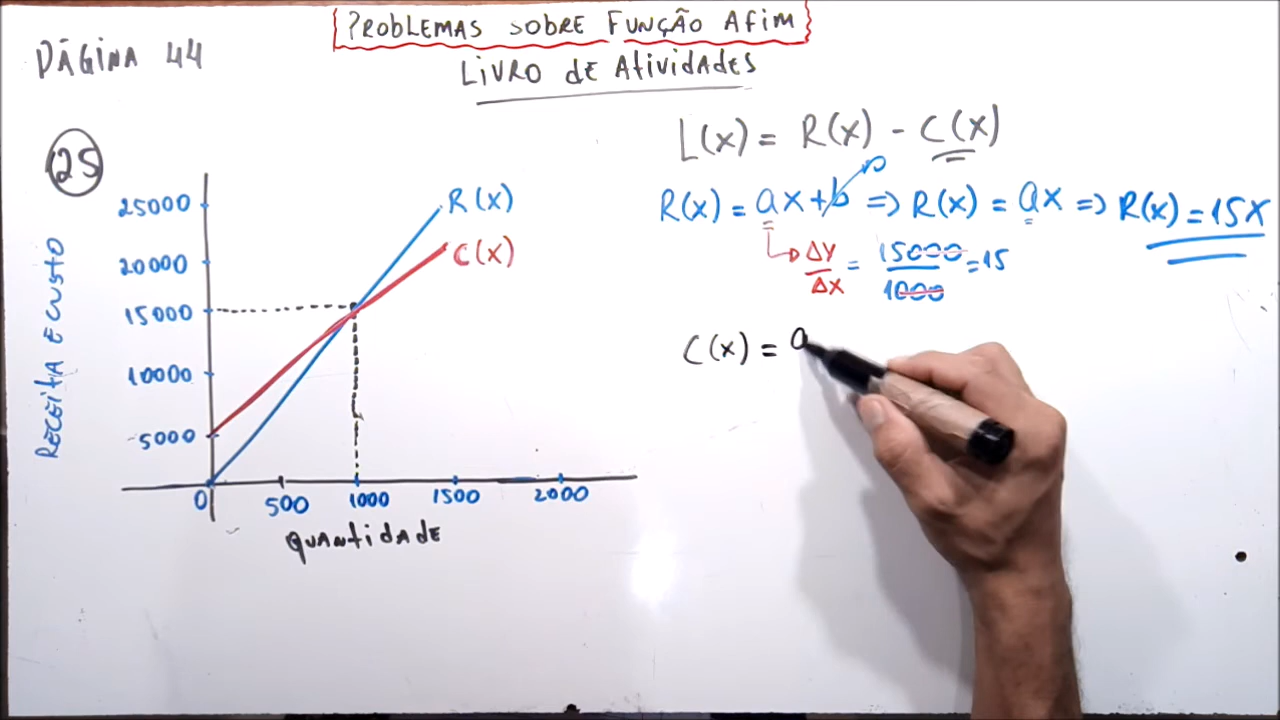 PROBLEMAS SOBRE FUNÇÃO AFIM
LIVRO DE ATIVIDADES
PÁGINA 44
25
RECEITA E CUSTO
25000
20000
15000
10000
5000
0
500
1000
1500
2000
QUANTIDADE
R(X)
C(X)
L(X) = R(X) - C(X)
R(X) = aX + b → 0 => R(X) = aX => R(X) = 15X
ΔY/ΔX = 15000/1000 = 15
C(X) = a